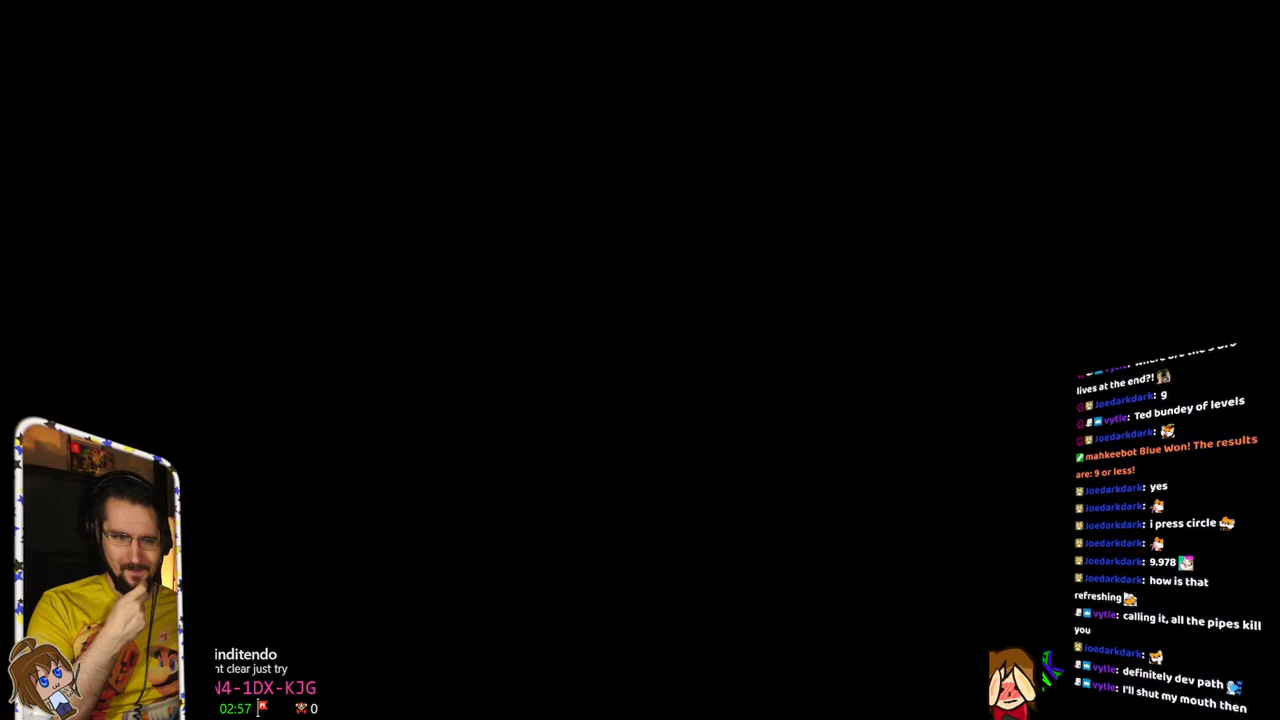 lives at the end?!
Joedarkdark: g
vytle: Ted bundey of levels
Joedarkdark:
mahkeebot Blue Won! The results
are: 9 or less!
Joedarkdark: yes
Joedarkdark:
Joedarkdark: i press circle
Joedarkdark:
Joedarkdark: 9.978
Joedarkdark: how is that
refreshing
vytle: calling it, all the pipes kill
you
Joedarkdark:
vytle: definitely dev path
vytle: I'll shut my mouth then
inditendo
nt clear just try
N4-1DX-KJG
02:57
0